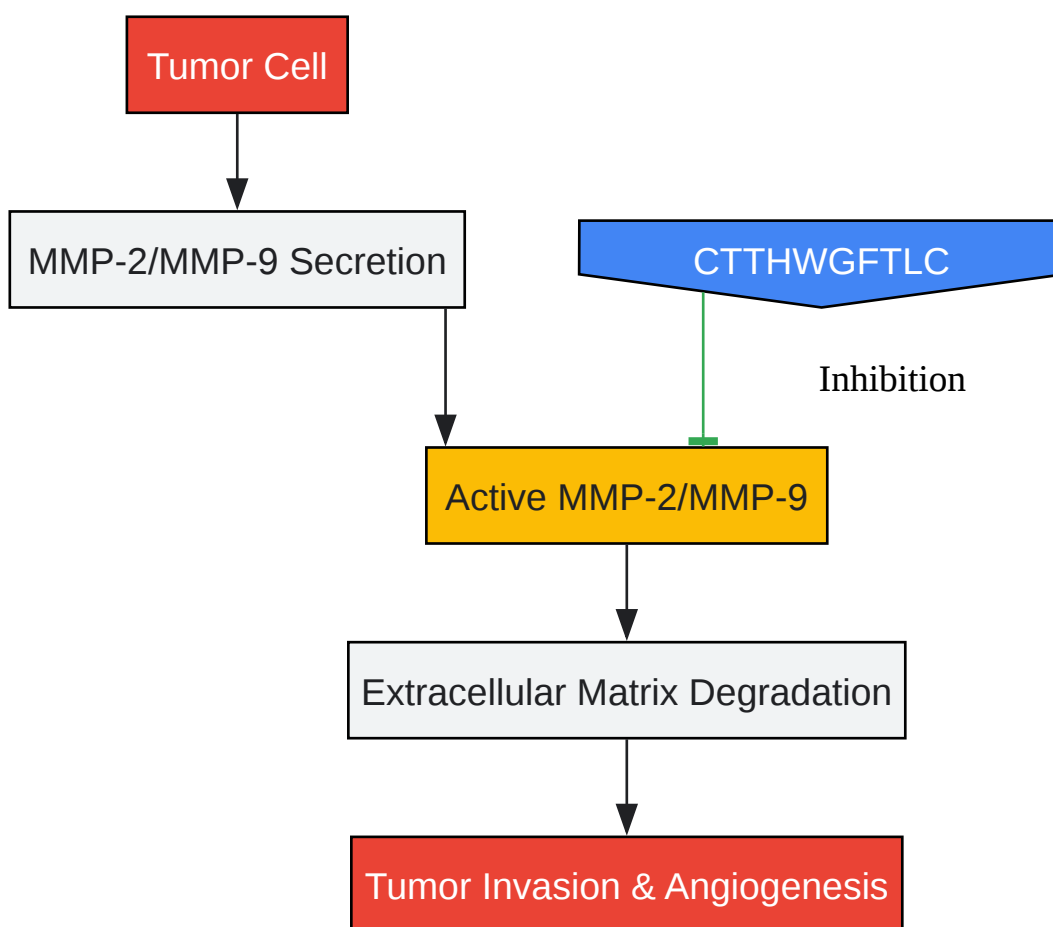 Tumor Cell
MMP-2/MMP-9 Secretion
CTTHWGFTLC
Inhibition
Active MMP-2/MMP-9
Extracellular Matrix Degradation
Tumor Invasion & Angiogenesis